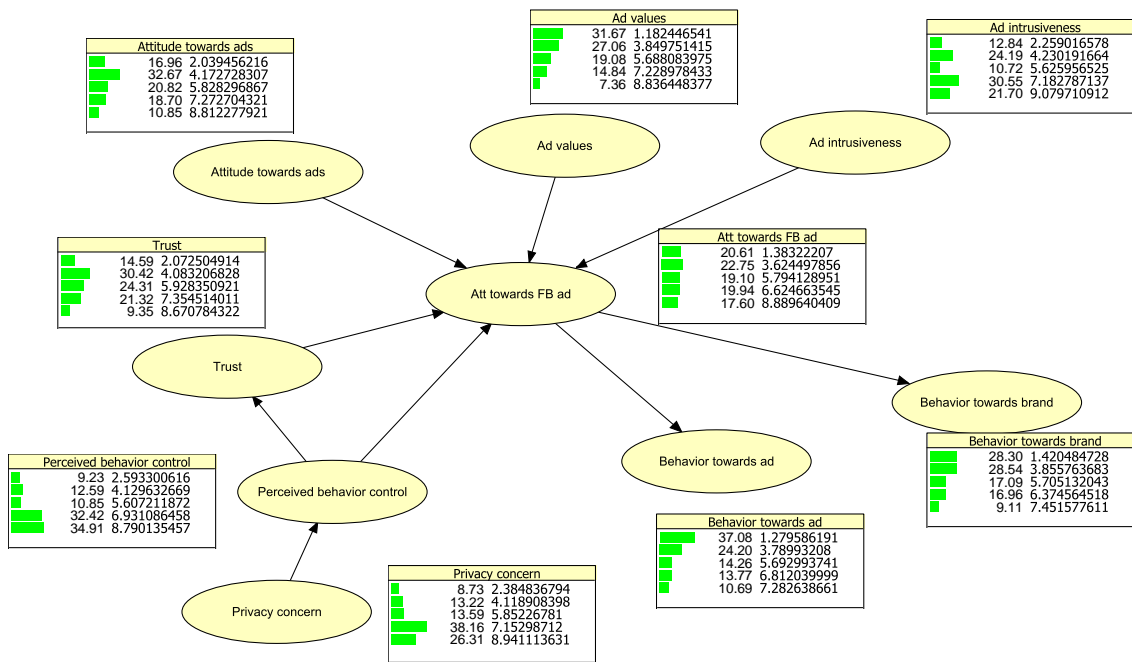 Ad values
31.67 1.182446541
27.06 3.849751415
19.08 5.688083975
14.84 7.228978433
7.36 8.836448377
Ad intrusiveness
12.84 2.259016578
24.19 4.230191664
10.72 5.625956525
30.55 7.182787137
21.70 9.079710912
Attitude towards ads
16.96 2.039456216
32.67 4.172728307
20.82 5.828296867
18.70 7.272704321
10.85 8.812277921
Attitude towards ads
Ad values
Ad intrusiveness
Trust
14.59 2.072504914
30.42 4.083206828
24.31 5.928350921
21.32 7.354514011
9.35 8.670784322
Att towards FB ad
20.61 1.38322207
22.75 3.624497856
19.10 5.794128951
19.94 6.624663545
17.60 8.889640409
Att towards FB ad
Trust
Behavior towards brand
Behavior towards brand
28.30 1.420484728
28.54 3.855763683
17.09 5.705132043
16.96 6.374564518
9.11 7.451577611
Perceived behavior control
9.23 2.593300616
12.59 4.129632669
10.85 5.607211872
32.42 6.931086458
34.91 8.790135457
Perceived behavior control
Behavior towards ad
Behavior towards ad
37.08 1.279586191
24.20 3.78993208
14.26 5.692993741
13.77 6.812039999
10.69 7.282638661
Privacy concern
8.73 2.384836794
13.22 4.118908398
13.59 5.85226781
38.16 7.15298712
26.31 8.941113631
Privacy concern